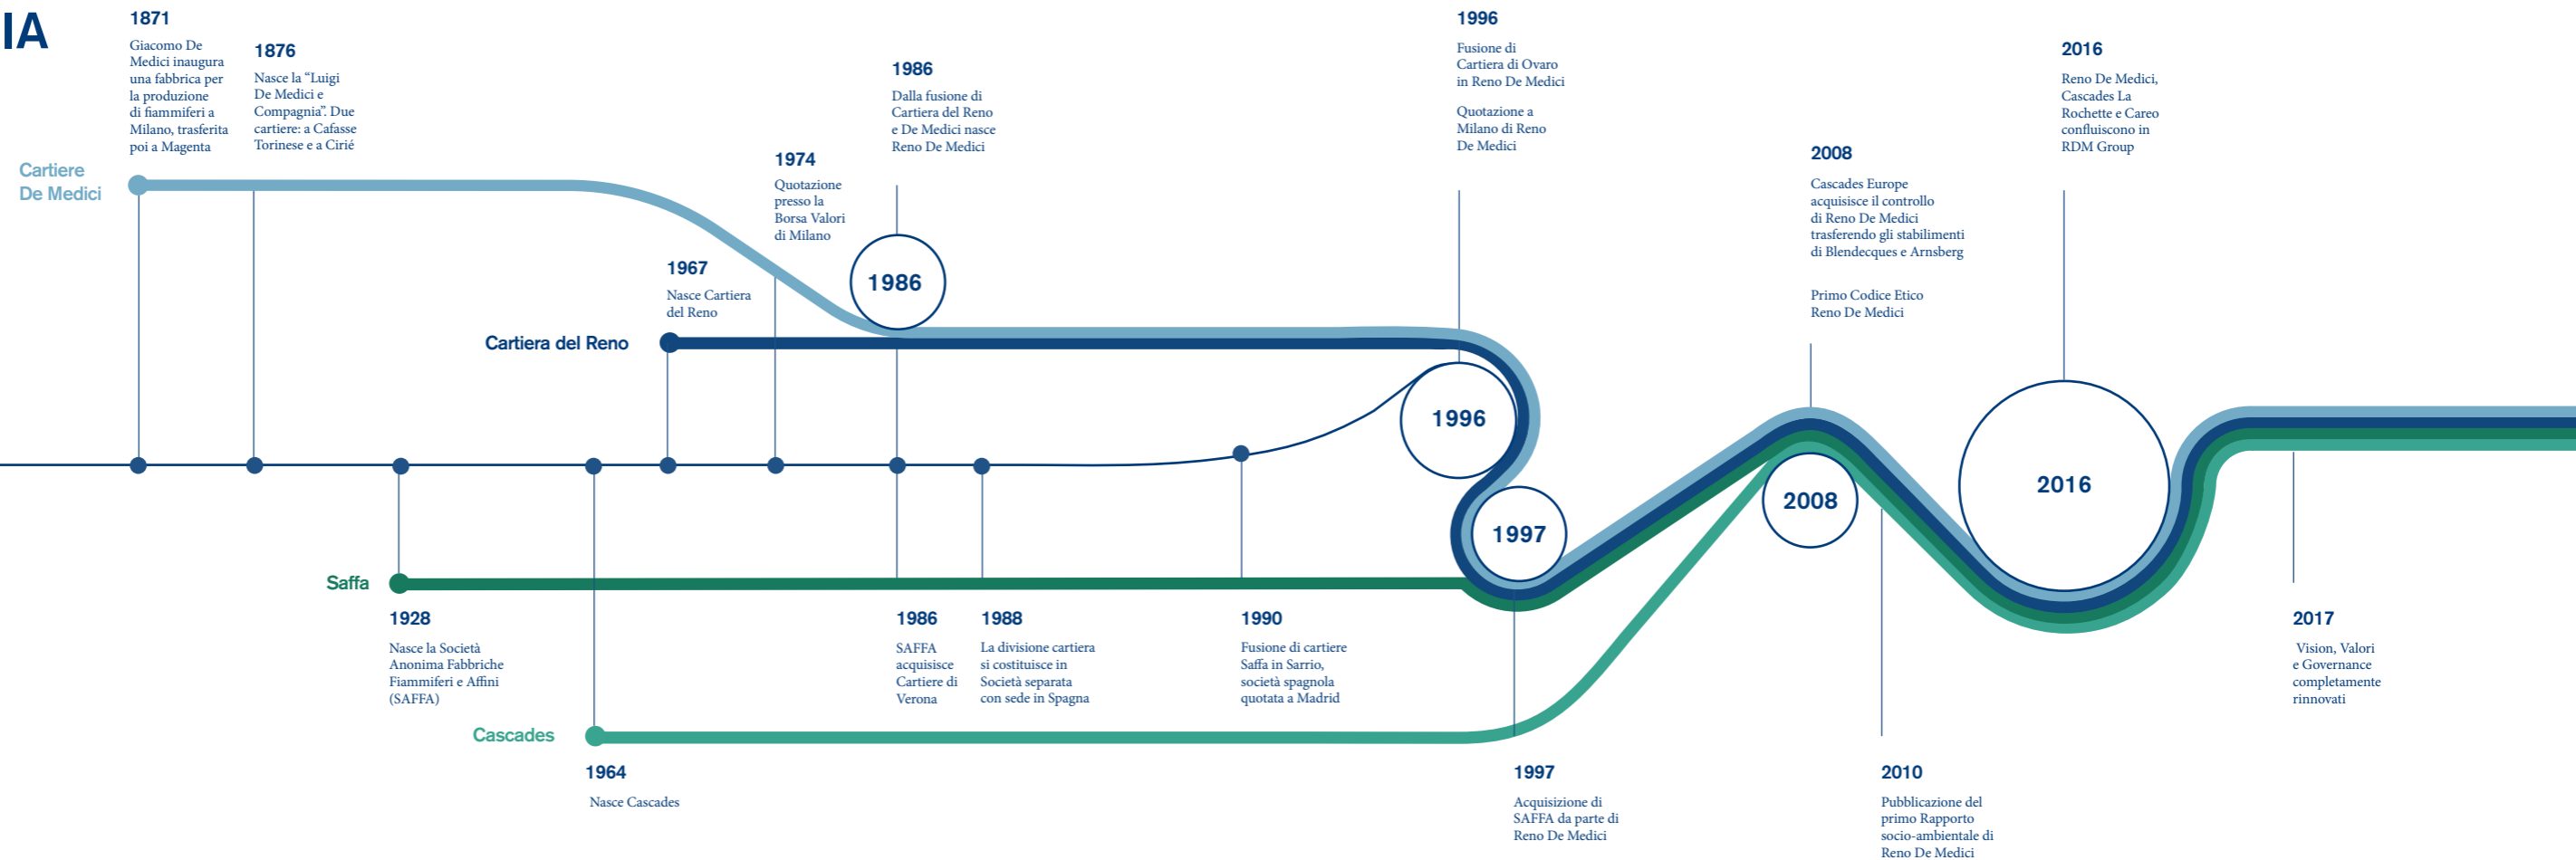 IA
1871
Giacomo De
Medici inaugura
una fabbrica per
la produzione
di fiammiferi a
Milano, trasferita
poi a Magenta
1876
Nasce la “Luigi
De Medici e
Compagnia”. Due
cartiere: a Cafasse
Torinese e a Cirié
Cartiere
De Medici
1974
Quotazione
presso la
Borsa Valori
di Milano
1986
Dalla fusione di
Cartiera del Reno
e De Medici nasce
Reno De Medici
1986
1967
Nasce Cartiera
del Reno
Cartiera del Reno
1996
Fusione di
Cartiera di Ovaro
in Reno De Medici
Quotazione a
Milano di Reno
De Medici
1996
1997
2008
Cascades Europe
acquisisce il controllo
di Reno De Medici
trasferendo gli stabilimenti
di Blendecques e Arnsberg
Primo Codice Etico
Reno De Medici
2008
2016
Reno De Medici,
Cascades La
Rochette e Careo
confluiscono in
RDM Group
2016
Saffa
1928
Nasce la Società
Anonima Fabbriche
Fiammiferi e Affini
(SAFFA)
1986
SAFFA
acquisisce
Cartiere di
Verona
1988
La divisione cartiera
si costituisce in
Società separata
con sede in Spagna
1990
Fusione di cartiere
Saffa in Sarrio,
società spagnola
quotata a Madrid
2017
Vision, Valori
e Governance
completamente
rinnovati
Cascades
1964
Nasce Cascades
1997
Acquisizione di
SAFFA da parte di
Reno De Medici
2010
Pubblicazione del
primo Rapporto
socio-ambientale di
Reno De Medici